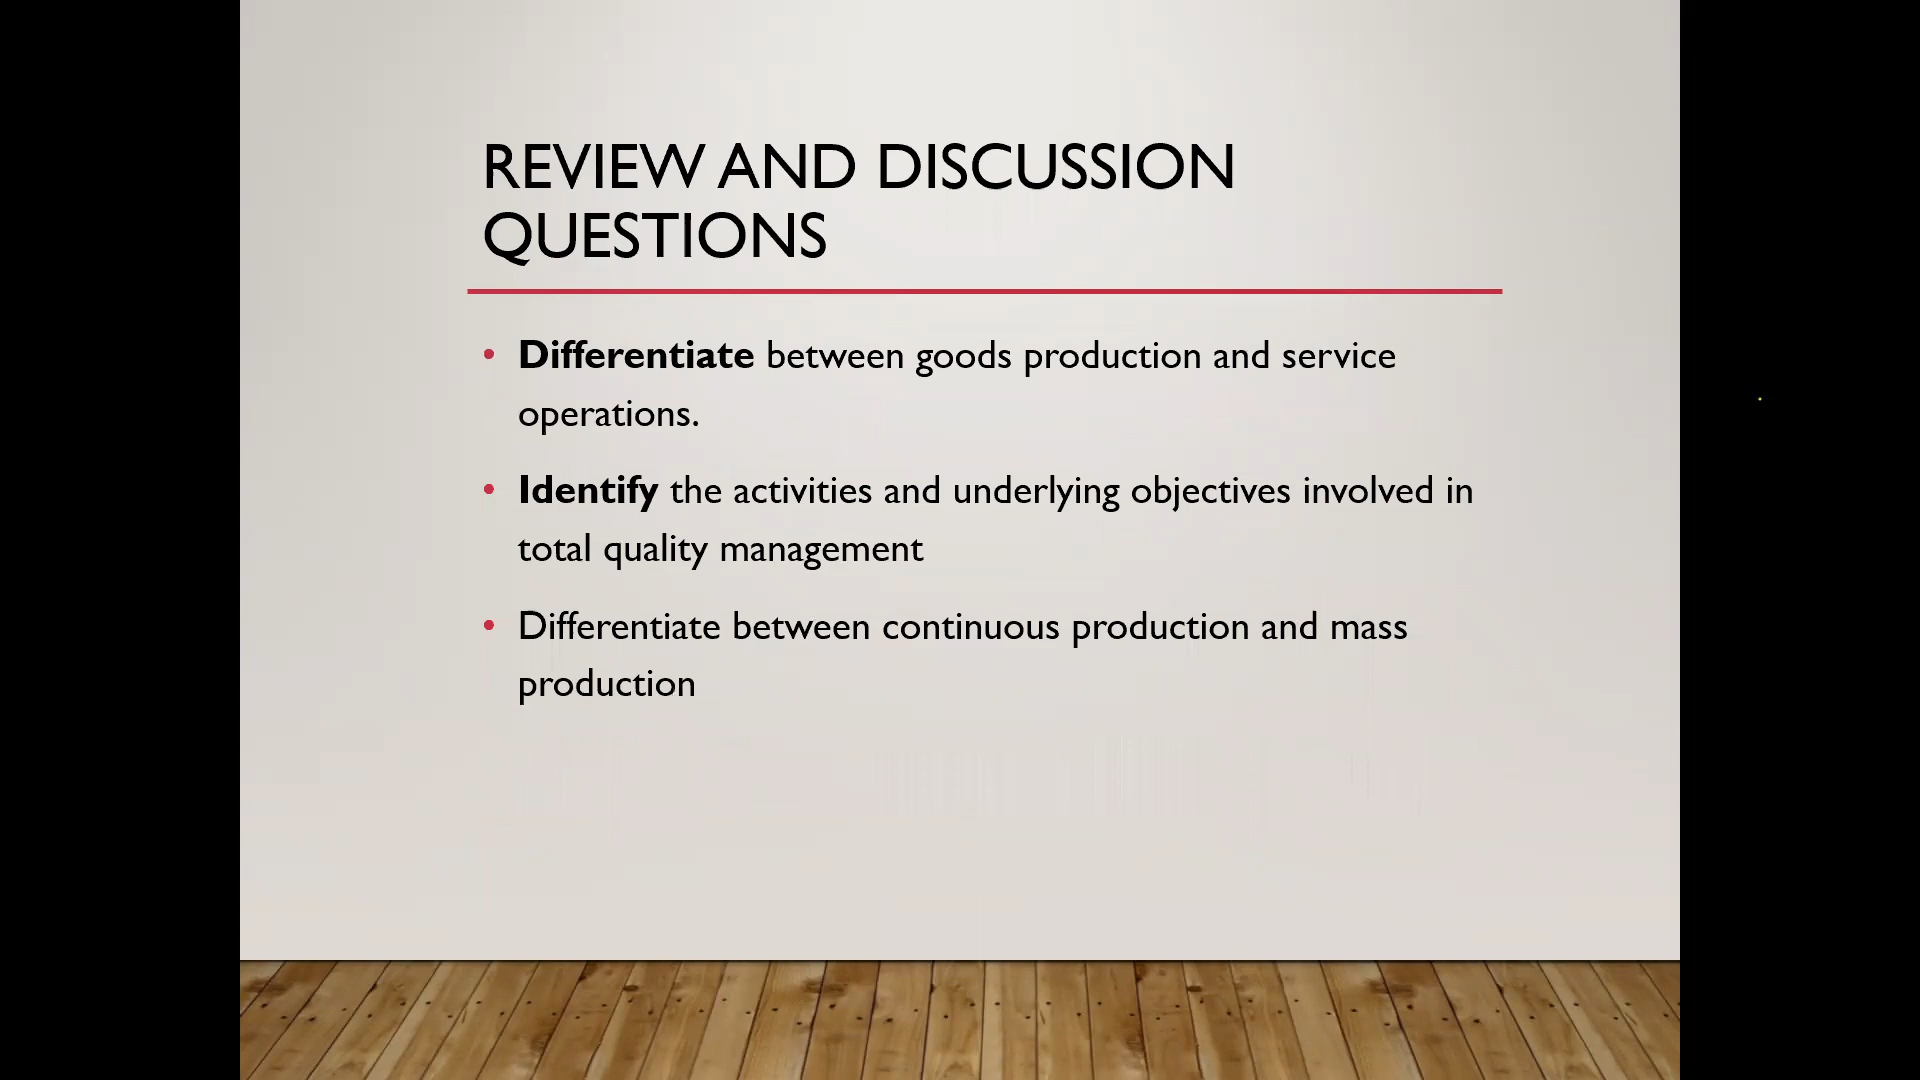 REVIEW AND DISCUSSION
QUESTIONS
• Differentiate between goods production and service
operations.
• Identify the activities and underlying objectives involved in
total quality management
• Differentiate between continuous production and mass
production